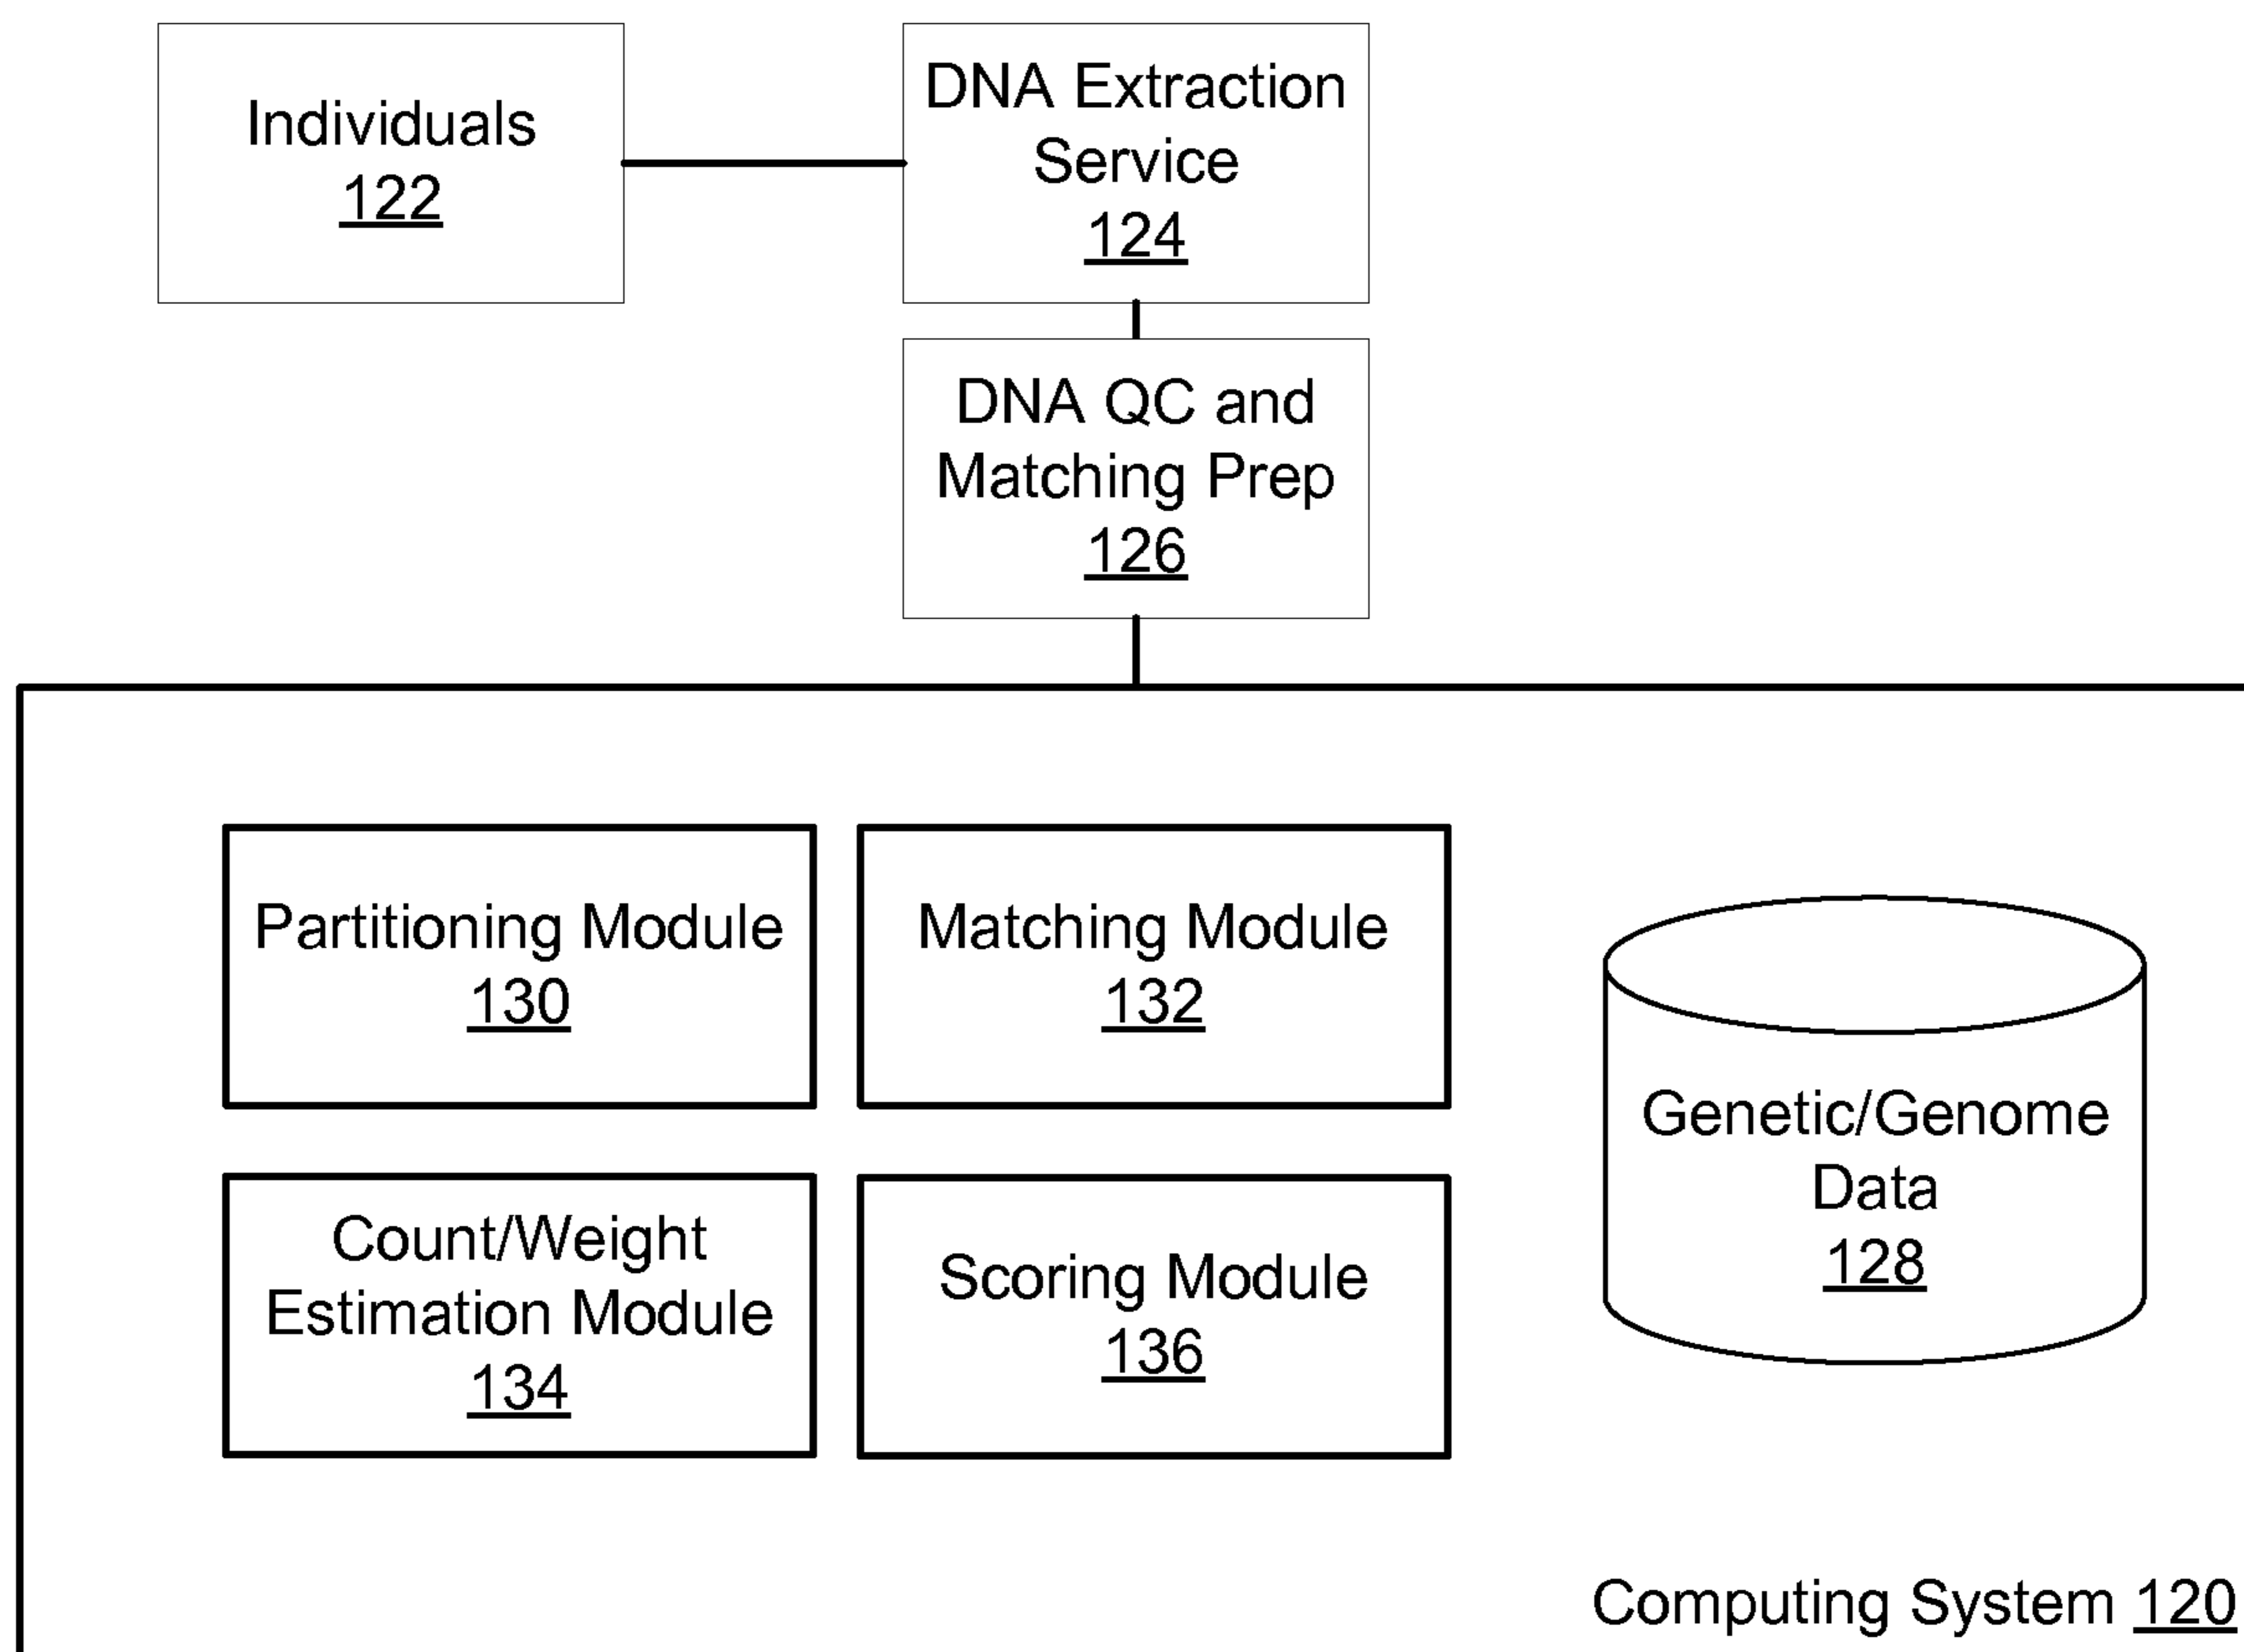 Individuals
122
DNA Extraction
Service
124
DNA QC and
Matching Prep
126
Partitioning Module
130
Matching Module
132
Genetic/Genome
Data
128
Count/Weight
Estimation Module
134
Scoring Module
136
Computing System 120